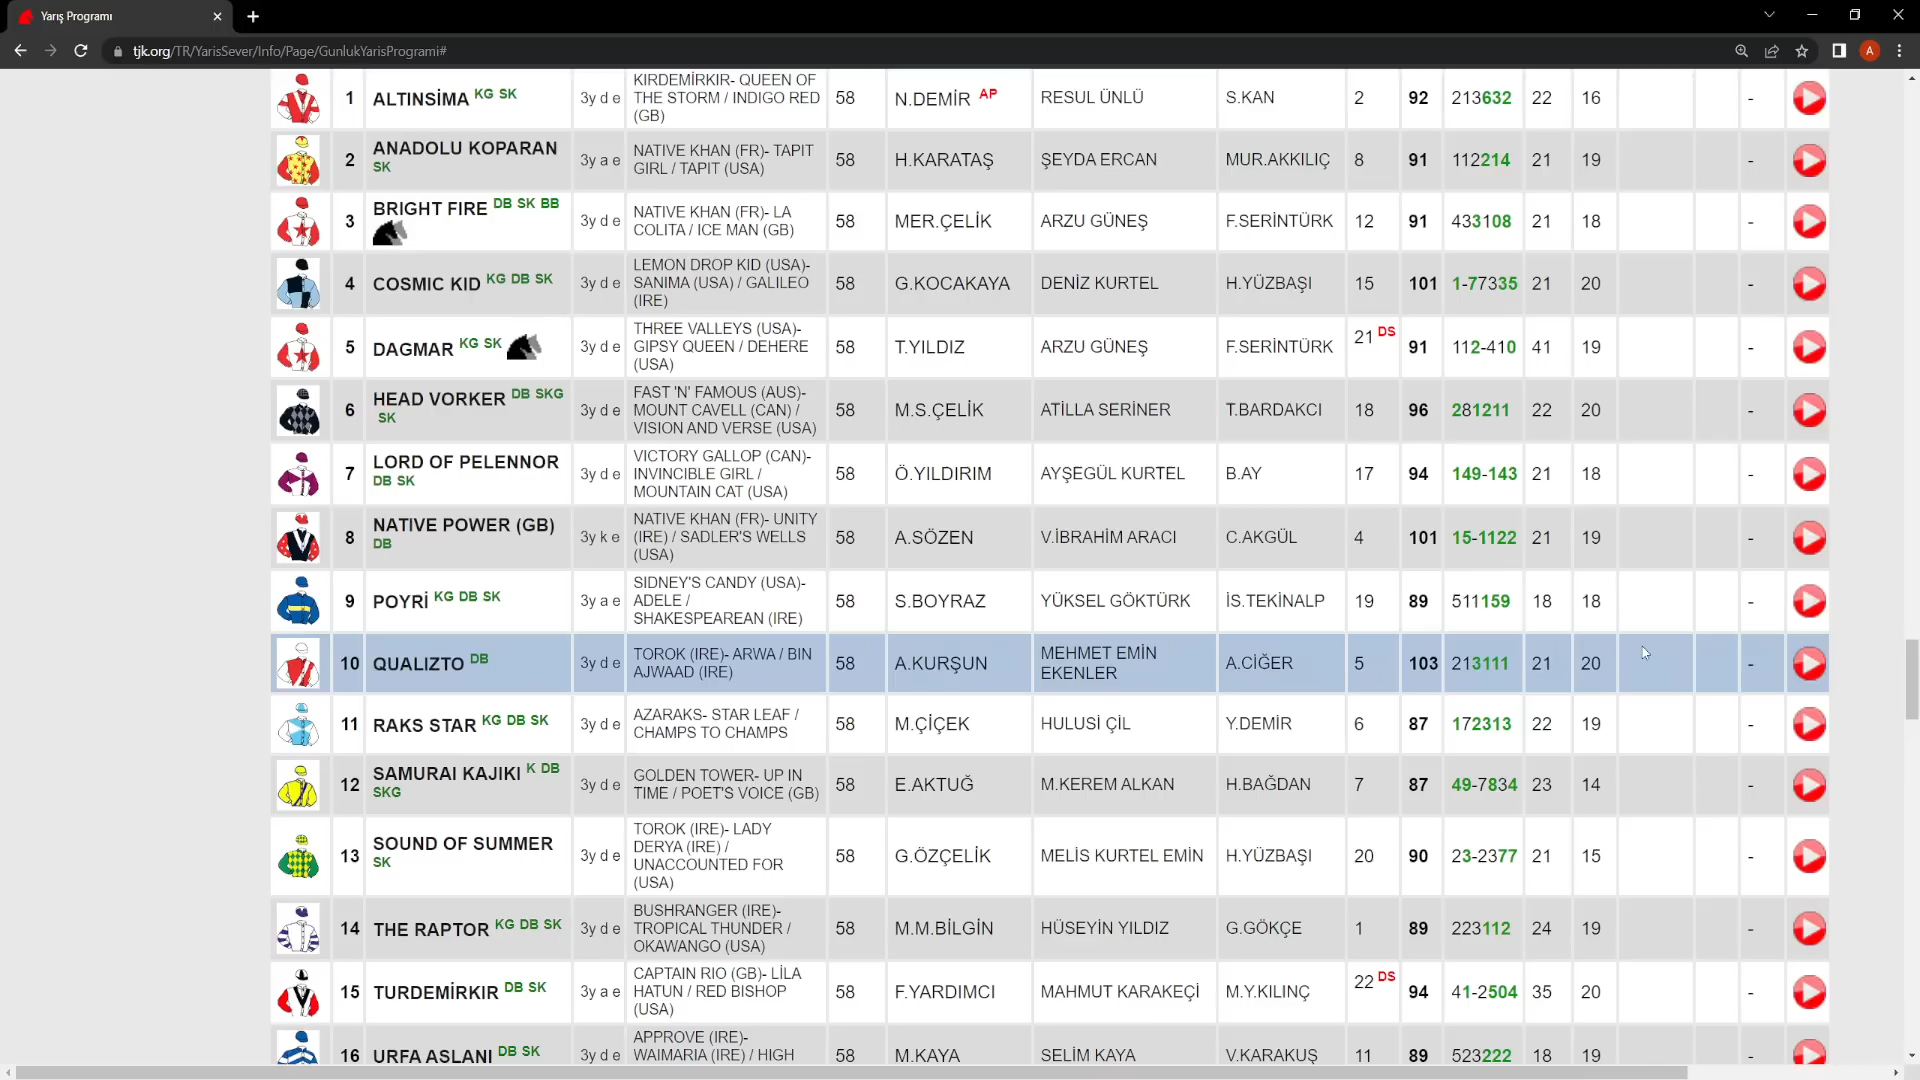 Yarış Programı
tjk.org/TR/YarisSever/Info/Page/GunlukYarisProgrami#
A
1 ALTINSİMA KG SK 3y d e KIRDEMİRKIR- QUEEN OF THE STORM / INDIGO RED (GB) 58 N.DEMİR AP RESUL ÜNLÜ S.KAN 2 92 213632 22 16 -
2 ANADOLU KOPARAN SK 3y a e NATIVE KHAN (FR)- TAPIT GIRL / TAPIT (USA) 58 H.KARATAŞ ŞEYDA ERCAN MUR.AKKILIÇ 8 91 112214 21 19 -
3 BRIGHT FIRE DB SK BB 3y d e NATIVE KHAN (FR)- LA COLITA / ICE MAN (GB) 58 MER.ÇELİK ARZU GÜNEŞ F.SERİNTÜRK 12 91 433108 21 18 -
4 COSMIC KID KG DB SK 3y d e LEMON DROP KID (USA)- SANIMA (USA) / GALILEO (IRE) 58 G.KOCAKAYA DENİZ KURTEL H.YÜZBAŞI 15 101 1-77335 21 20 -
5 DAGMAR KG SK 3y d e THREE VALLEYS (USA)- GIPSY QUEEN / DEHERE (USA) 58 T.YILDIZ ARZU GÜNEŞ F.SERİNTÜRK 21 DS 91 112-410 41 19 -
6 HEAD VORKER DB SKG SK 3y d e FAST 'N' FAMOUS (AUS)- MOUNT CAVELL (CAN) / VISION AND VERSE (USA) 58 M.S.ÇELİK ATİLLA SERİNER T.BARDAKCI 18 96 281211 22 20 -
7 LORD OF PELENNOR DB SK 3y d e VICTORY GALLOP (CAN)- INVINCIBLE GIRL / MOUNTAIN CAT (USA) 58 Ö.YILDIRIM AYŞEGÜL KURTEL B.AY 17 94 149-143 21 18 -
8 NATIVE POWER (GB) DB 3y k e NATIVE KHAN (FR)- UNITY (IRE) / SADLER'S WELLS (USA) 58 A.SÖZEN V.İBRAHİM ARACI C.AKGÜL 4 101 15-1122 21 19 -
9 POYRİ KG DB SK 3y a e SIDNEY'S CANDY (USA)- ADELE / SHAKESPEAREAN (IRE) 58 S.BOYRAZ YÜKSEL GÖKTÜRK İS.TEKİNALP 19 89 511159 18 18 -
10 QUALIZTO DB 3y d e TOROK (IRE)- ARWA / BIN AJWAAD (IRE) 58 A.KURŞUN MEHMET EMİN EKENLER A.CİĞER 5 103 213111 21 20 -
11 RAKS STAR KG DB SK 3y d e AZARAKS- STAR LEAF / CHAMPS TO CHAMPS 58 M.ÇİÇEK HULUSİ ÇİL Y.DEMİR 6 87 172313 22 19 -
12 SAMURAI KAJIKI K DB SKG 3y d e GOLDEN TOWER- UP IN TIME / POET'S VOICE (GB) 58 E.AKTUĞ M.KEREM ALKAN H.BAĞDAN 7 87 49-7834 23 14 -
13 SOUND OF SUMMER SK 3y d e TOROK (IRE)- LADY DERYA (IRE) / UNACCOUNTED FOR (USA) 58 G.ÖZÇELİK MELİS KURTEL EMİN H.YÜZBAŞI 20 90 23-2377 21 15 -
14 THE RAPTOR KG DB SK 3y d e BUSHRANGER (IRE)- TROPICAL THUNDER / OKAWANGO (USA) 58 M.M.BİLGİN HÜSEYİN YILDIZ G.GÖKÇE 1 89 223112 24 19 -
15 TURDEMİRKIR DB SK 3y a e CAPTAIN RIO (GB)- LİLA HATUN / RED BISHOP (USA) 58 F.YARDIMCI MAHMUT KARAKEÇİ M.Y.KILINÇ 22 DS 94 41-2504 35 20 -
16 URFA ASLANI DB SK 3y d e APPROVE (IRE)- WAIMARIA (IRE) / HIGH 58 M.KAYA SELİM KAYA V.KARAKUŞ 11 89 523222 18 19 -